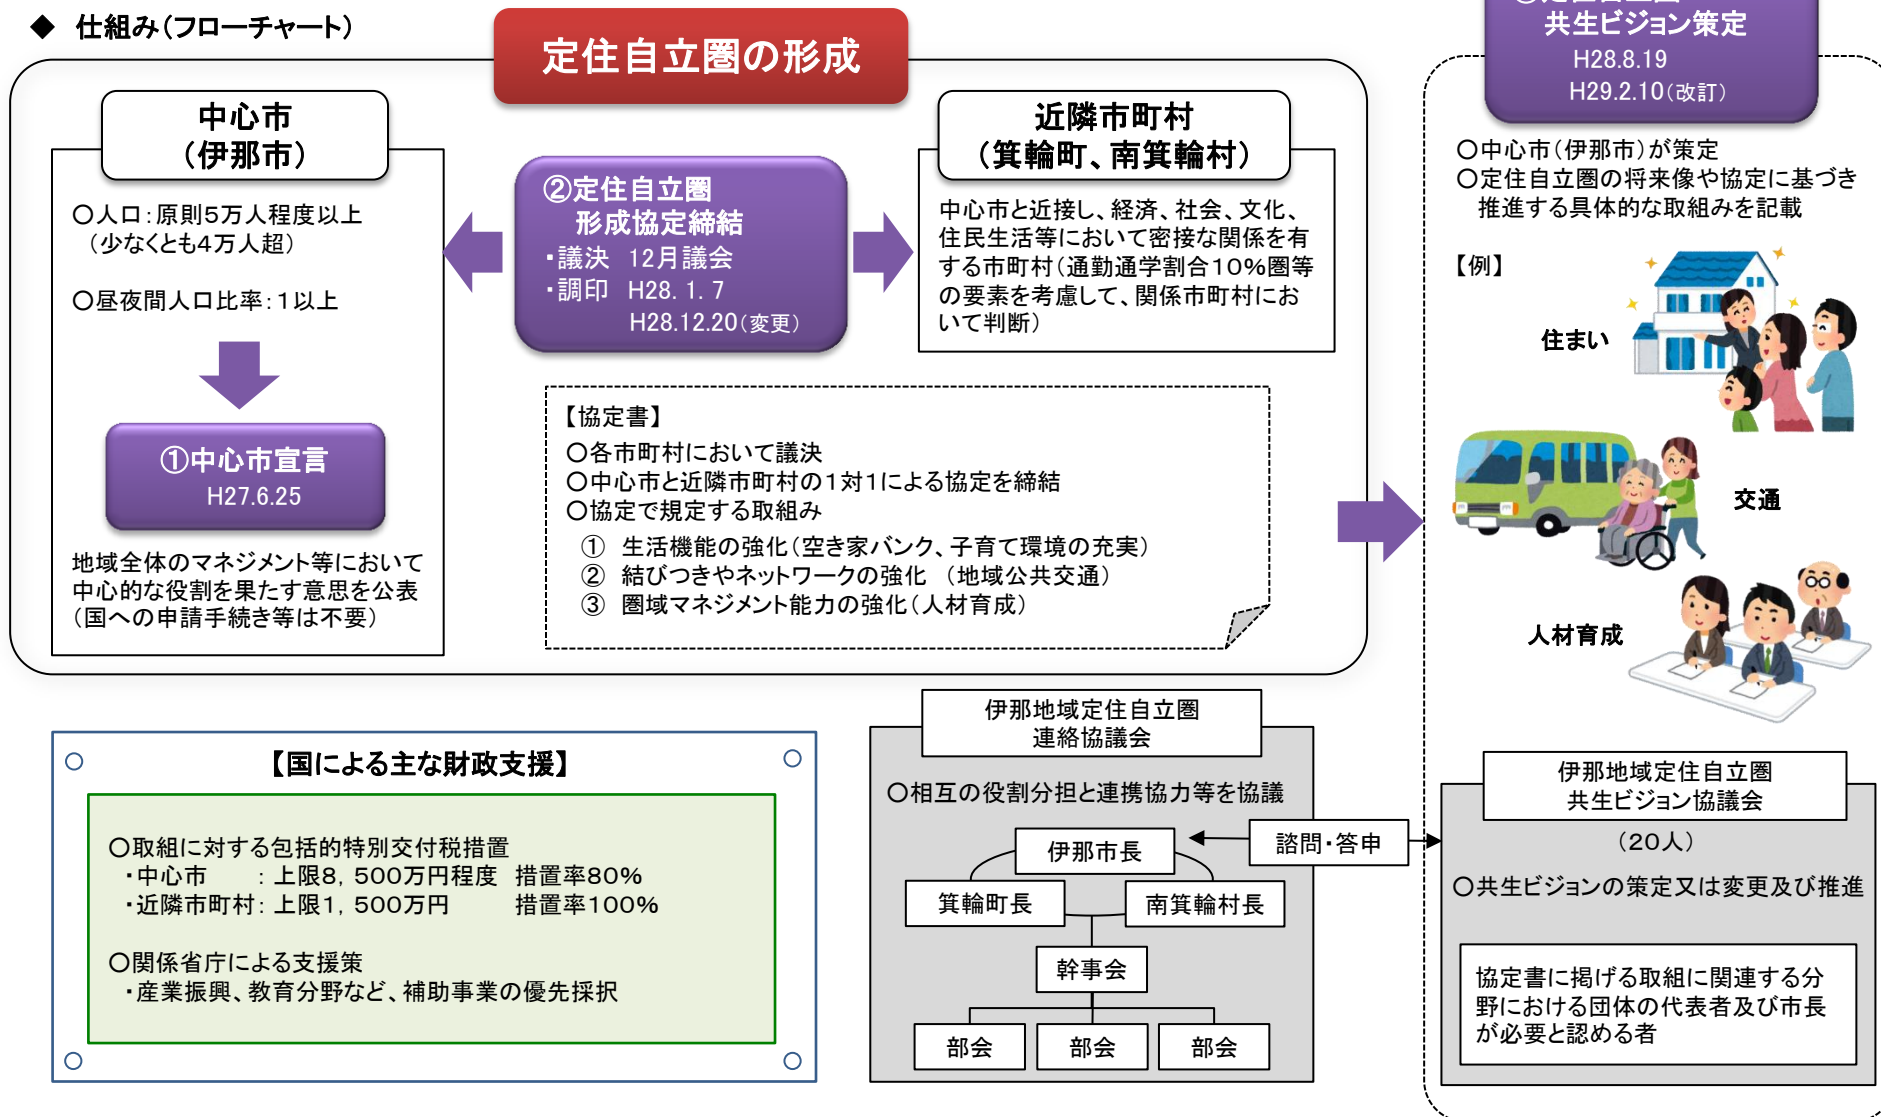 ◆ 仕組み(フローチャート)
定住自立圏の形成
中心市
(伊那市)
○人口:原則5万人程度以上
(少なくとも4万人超)
○昼夜間人口比率:1以上
①中心市宣言
H27.6.25
地域全体のマネジメント等において
中心的な役割を果たす意思を公表
(国への申請手続き等は不要)
②定住自立圏
形成協定締結
・議決 12月議会
・調印 H28. 1. 7
H28.12.20(変更)
近隣市町村
(箕輪町、南箕輪村)
中心市と近接し、経済、社会、文化、
住民生活等において密接な関係を有
する市町村(通勤通学割合10%圏等
の要素を考慮して、関係市町村にお
いて判断)
【協定書】
○各市町村において議決
○中心市と近隣市町村の1対1による協定を締結
○協定で規定する取組み
① 生活機能の強化(空き家バンク、子育て環境の充実)
② 結びつきやネットワークの強化 (地域公共交通)
③ 圏域マネジメント能力の強化(人材育成)
定住自立圏
共生ビジョン策定
H28.8.19
H29.2.10(改訂)
○中心市(伊那市)が策定
○定住自立圏の将来像や協定に基づき
推進する具体的な取組みを記載
【例】
住まい
交通
人材育成
【国による主な財政支援】
○取組に対する包括的特別交付税措置
・中心市 :上限8,500万円程度 措置率80%
・近隣市町村:上限1,500万円 措置率100%
○関係省庁による支援策
・産業振興、教育分野など、補助事業の優先採択
伊那地域定住自立圏
連絡協議会
○相互の役割分担と連携協力等を協議
伊那市長
箕輪町長 南箕輪村長
幹事会
部会 部会 部会
諮問・答申
伊那地域定住自立圏
共生ビジョン協議会
(20人)
○共生ビジョンの策定又は変更及び推進
協定書に掲げる取組に関連する分
野における団体の代表者及び市長
が必要と認める者